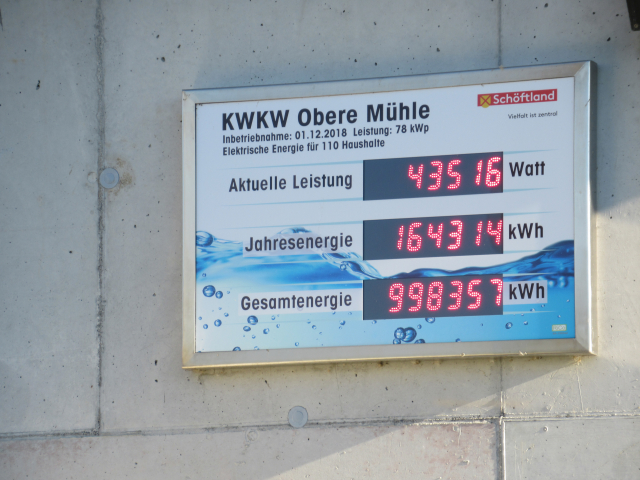 KWKW Obere Mühle
Inbetriebnahme: 01.12.2018 Leistung: 78 kWp
Elektrische Energie für 110 Haushalte
Schöftland
Vielfalt ist zentral
Aktuelle Leistung 43516 Watt
Jahresenergie 164314 kWh
Gesamtenergie 998357 kWh